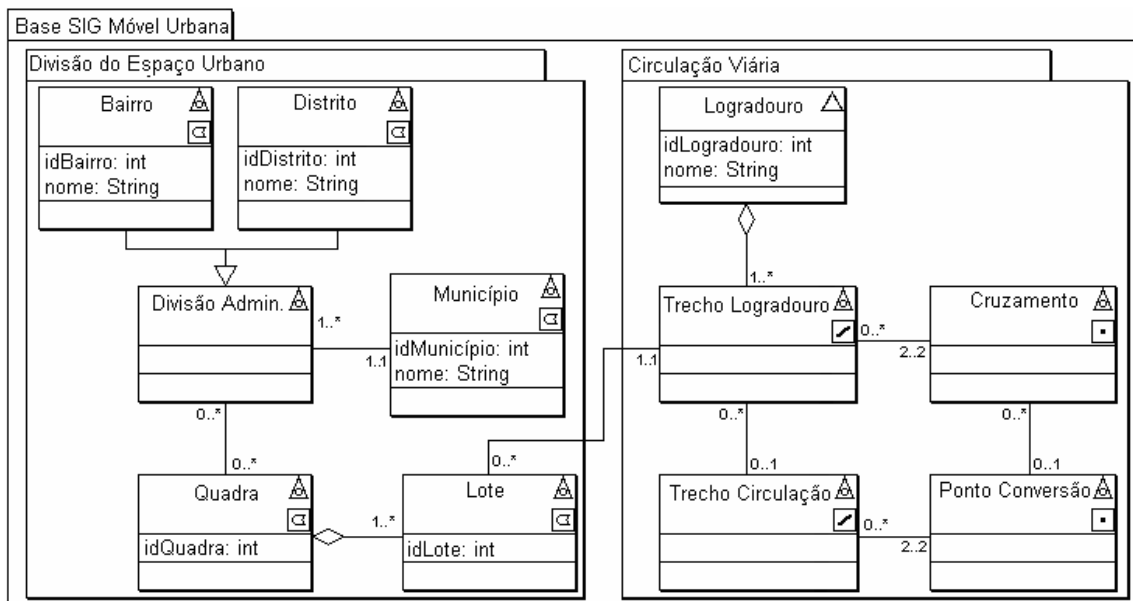 Base SIG Móvel Urbana
Divisão do Espaço Urbano
Bairro
idBairro: int
nome: String
Distrito
idDistrito: int
nome: String
Divisão Admin.
1..*
1..1
Município
idMunicípio: int
nome: String
0..*
0..*
Quadra
idQuadra: int
1..*
Lote
idLote: int
0..*
1..1
Circulação Viária
Logradouro
idLogradouro: int
nome: String
1..*
Trecho Logradouro
0..*
2..2
Cruzamento
0..*
0..1
0..*
0..1
Trecho Circulação
0..*
2..2
Ponto Conversão